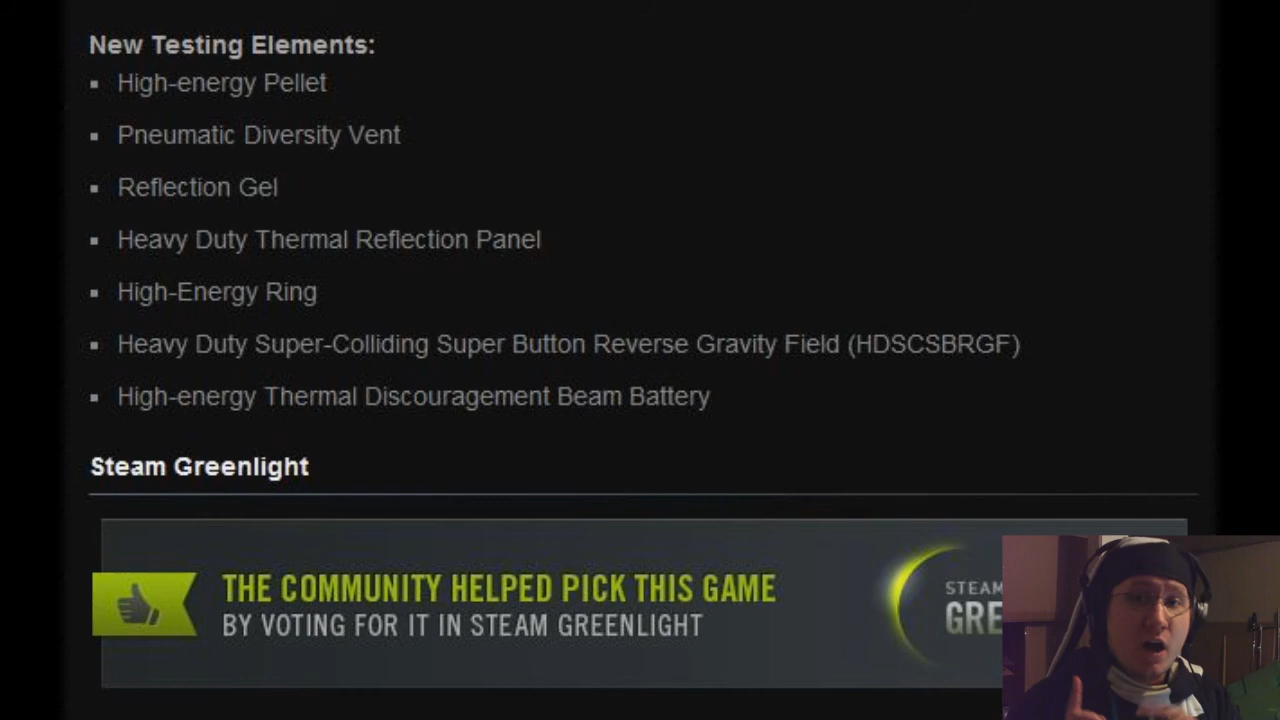 New Testing Elements:
High-energy Pellet
Pneumatic Diversity Vent
Reflection Gel
Heavy Duty Thermal Reflection Panel
High-Energy Ring
Heavy Duty Super-Colliding Super Button Reverse Gravity Field (HDSCSBRGF)
High-energy Thermal Discouragement Beam Battery
Steam Greenlight
THE COMMUNITY HELPED PICK THIS GAME
BY VOTING FOR IT IN STEAM GREENLIGHT
STEAM
GRE